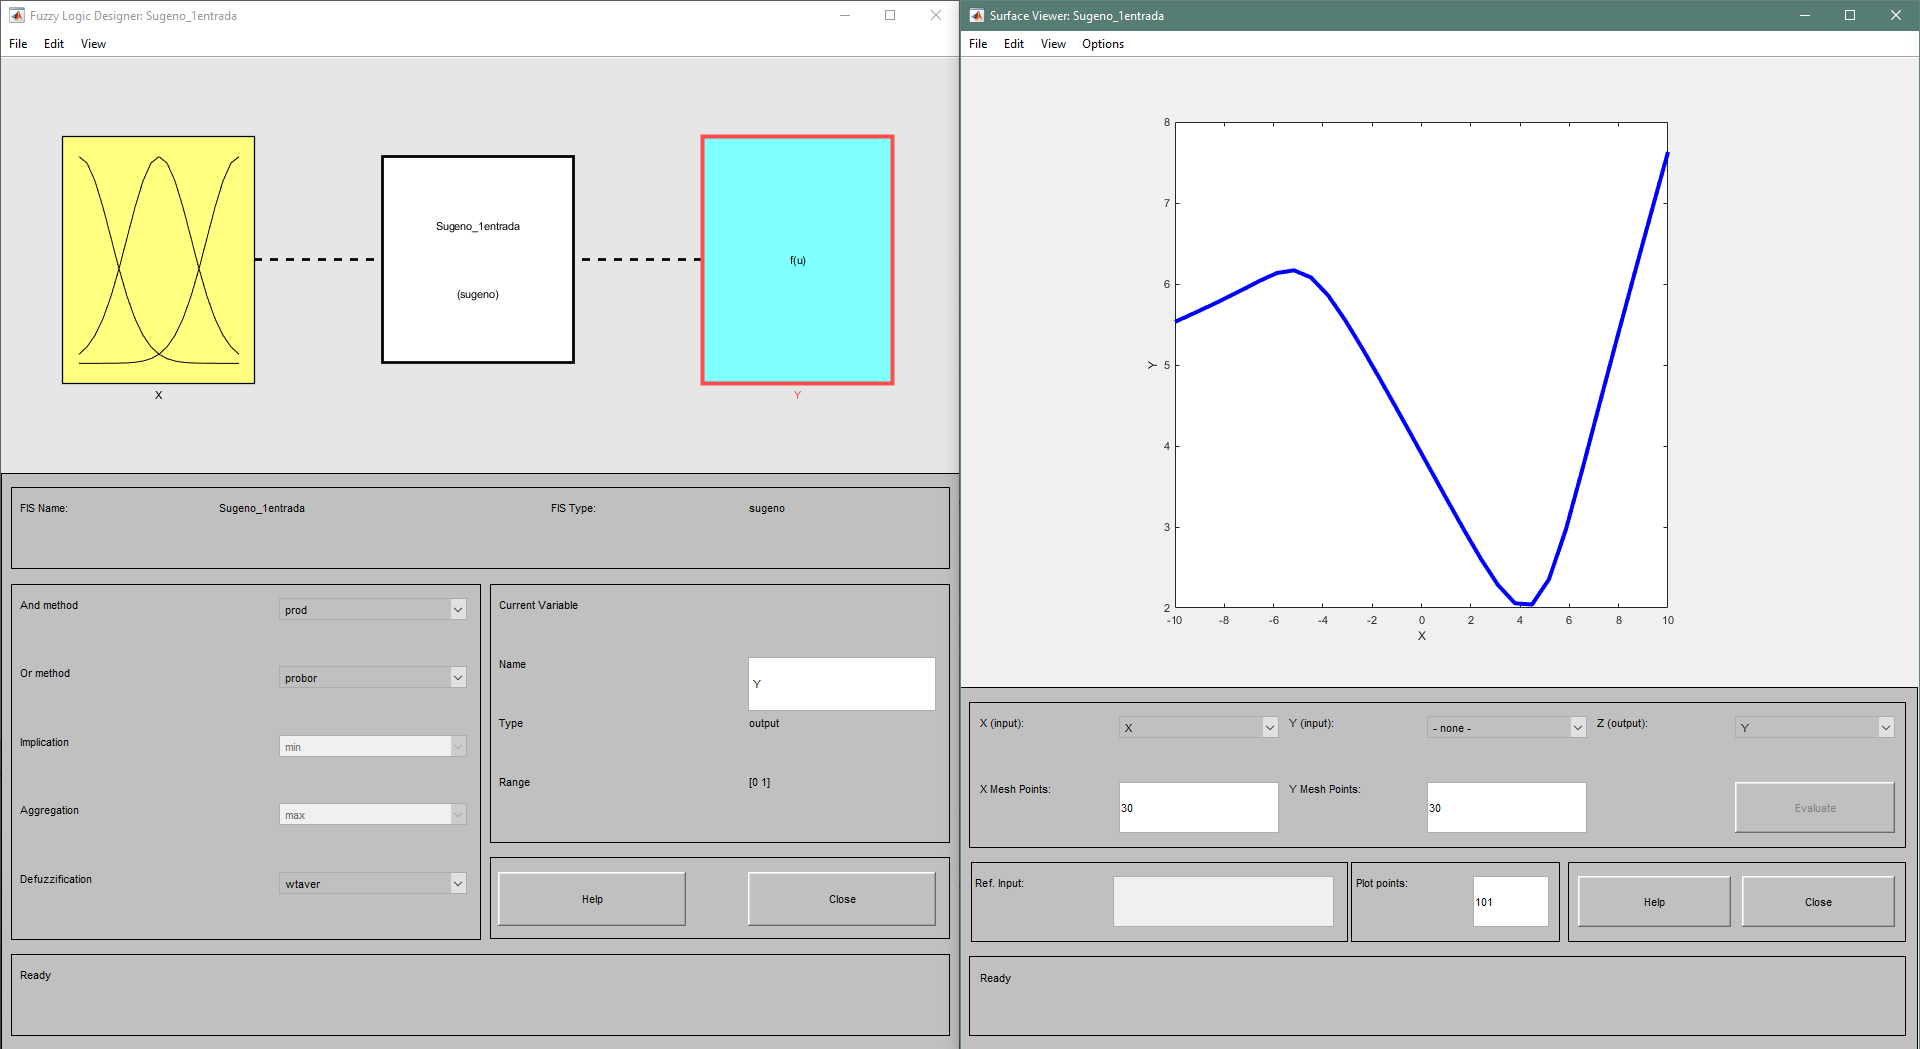 Fuzzy Logic Designer: Sugeno_1entrada
File Edit View
X
Sugeno_1entrada
(sugeno)
f(u)
Y
FIS Name: Sugeno_1entrada FIS Type: sugeno
And method prod
Or method probor
Implication min
Aggregation max
Defuzzification wtaver
Current Variable
Name Y
Type output
Range [0 1]
Help Close
Ready
Surface Viewer: Sugeno_1entrada
File Edit View Options
8
7
6
5
4
3
2
Y
-10 -8 -6 -4 -2 0 2 4 6 8 10
X
X (input): X Y (input): - none - Z (output): Y
X Mesh Points: 30 Y Mesh Points: 30 Evaluate
Ref. Input: Plot points: 101 Help Close
Ready